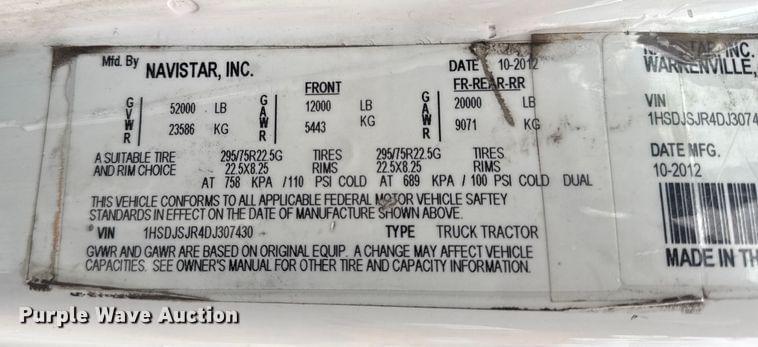 Mfd. By NAVISTAR, INC. DATE 10-2012
FRONT FR-REAR-RR
GVWR 52000 LB GAWR 12000 LB GAWR 20000 LB
23586 KG 5443 KG 9071 KG
A SUITABLE TIRE 295/75R22.5G TIRES 295/75R22.5G TIRES
AND RIM CHOICE 22.5X8.25 RIMS 22.5X8.25 RIMS
AT 758 KPA /110 PSI COLD AT 689 KPA / 100 PSI COLD DUAL
THIS VEHICLE CONFORMS TO ALL APPLICABLE FEDERAL MOTOR VEHICLE SAFTEY
STANDARDS IN EFFECT ON THE DATE OF MANUFACTURE SHOWN ABOVE.
VIN 1HSDJSJR4DJ307430 TYPE TRUCK TRACTOR
GVWR AND GAWR ARE BASED ON ORIGINAL EQUIP. A CHANGE MAY AFFECT VEHICLE
CAPACITIES. SEE OWNER'S MANUAL FOR OTHER TIRE AND CAPACITY INFORMATION.
INC.
WARRENVILLE,
VIN
1HSDJSJR4DJ3074
DATE MFG.
10-2012
MADE IN TH
Purple Wave Auction